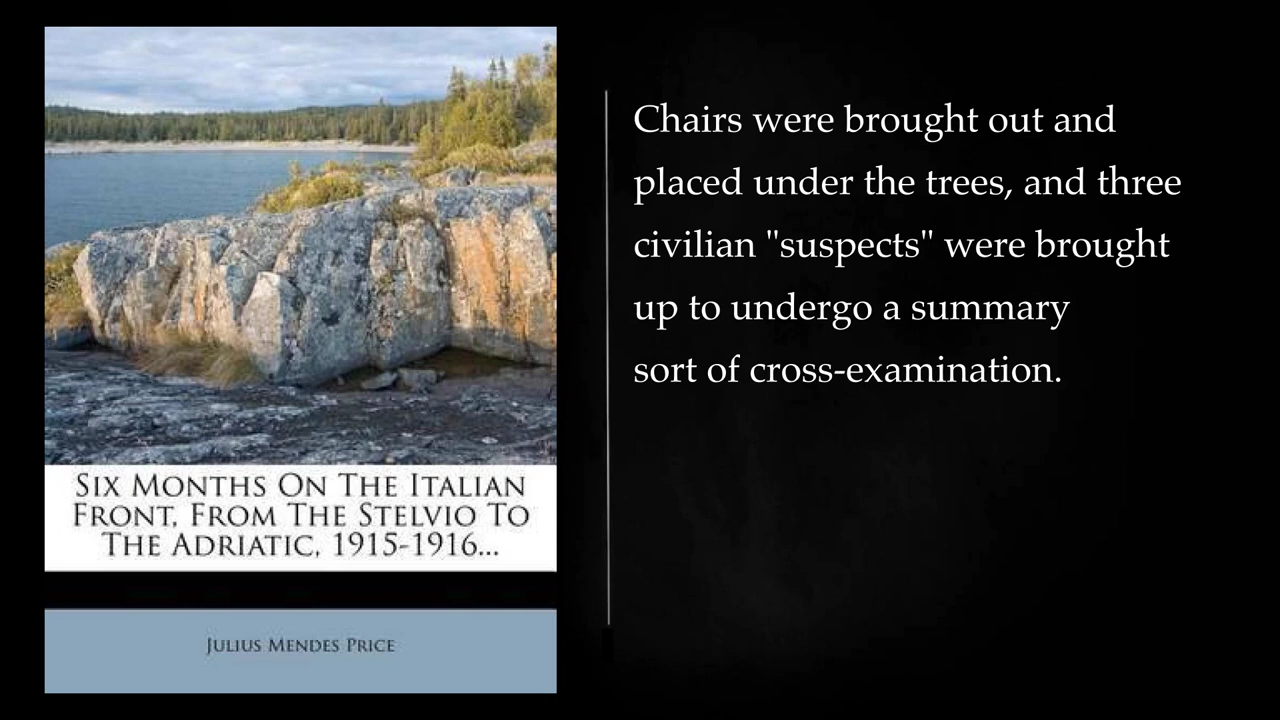 Chairs were brought out and
placed under the trees, and three
civilian "suspects" were brought
up to undergo a summary
sort of cross-examination.
SIX MONTHS ON THE ITALIAN
FRONT, FROM THE STELVIO TO
THE ADRIATIC, 1915-1916...
JULIUS MENDES PRICE